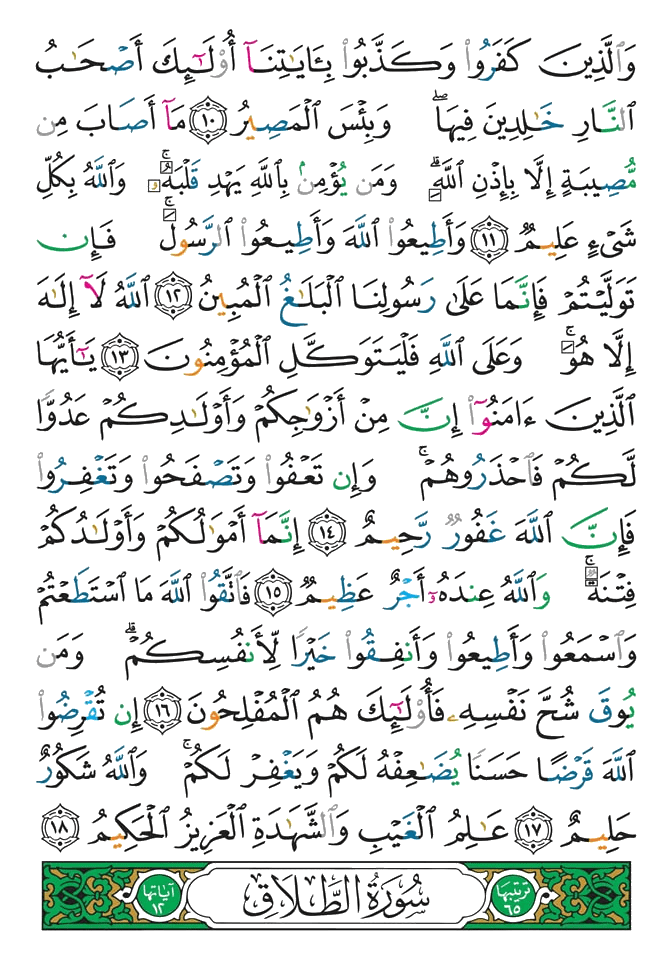 وَٱلَّذِينَ كَفَرُواْ وَكَذَّبُواْ بِـَٔايَٰتِنَآ أُوْلَٰٓئِكَ أَصۡحَٰبُ
ٱلنَّارِ خَٰلِدِينَ فِيهَاۖ وَبِئۡسَ ٱلۡمَصِيرُ ١٠ مَآ أَصَابَ مِن
مُّصِيبَةٍ إِلَّا بِإِذۡنِ ٱللَّهِۗ وَمَن يُؤۡمِنۢ بِٱللَّهِ يَهۡدِ قَلۡبَهُۥۚ وَٱللَّهُ بِكُلِّ
شَيۡءٍ عَلِيمٞ ١١ وَأَطِيعُواْ ٱللَّهَ وَأَطِيعُواْ ٱلرَّسُولَۚ فَإِن
تَوَلَّيۡتُمۡ فَإِنَّمَا عَلَىٰ رَسُولِنَا ٱلۡبَلَٰغُ ٱلۡمُبِينُ ١٢ ٱللَّهُ لَآ إِلَٰهَ
إِلَّا هُوَۚ وَعَلَى ٱللَّهِ فَلۡيَتَوَكَّلِ ٱلۡمُؤۡمِنُونَ ١٣ يَٰٓأَيُّهَا
ٱلَّذِينَ ءَامَنُوٓاْ إِنَّ مِنۡ أَزۡوَٰجِكُمۡ وَأَوۡلَٰدِكُمۡ عَدُوّٗا
لَّكُمۡ فَٱحۡذَرُوهُمۡۚ وَإِن تَعۡفُواْ وَتَصۡفَحُواْ وَتَغۡفِرُواْ
فَإِنَّ ٱللَّهَ غَفُورٞ رَّحِيمٌ ١٤ إِنَّمَآ أَمۡوَٰلُكُمۡ وَأَوۡلَٰدُكُمۡ
فِتۡنَةٞۚ وَٱللَّهُ عِندَهُۥٓ أَجۡرٌ عَظِيمٞ ١٥ فَٱتَّقُواْ ٱللَّهَ مَا ٱسۡتَطَعۡتُمۡ
وَٱسۡمَعُواْ وَأَطِيعُواْ وَأَنفِقُواْ خَيۡرٗا لِّأَنفُسِكُمۡۗ وَمَن
يُوقَ شُحَّ نَفۡسِهِۦ فَأُوْلَٰٓئِكَ هُمُ ٱلۡمُفۡلِحُونَ ١٦ إِن تُقۡرِضُواْ
ٱللَّهَ قَرۡضًا حَسَنٗا يُضَٰعِفۡهُ لَكُمۡ وَيَغۡفِرۡ لَكُمۡۚ وَٱللَّهُ شَكُورٌ
حَلِيمٌ ١٧ عَٰلِمُ ٱلۡغَيۡبِ وَٱلشَّهَٰدَةِ ٱلۡعَزِيزُ ٱلۡحَكِيمُ ١٨
ترتيبها ٦٥ سُورَةُ الطَّلَاقِ آياتها ١٢